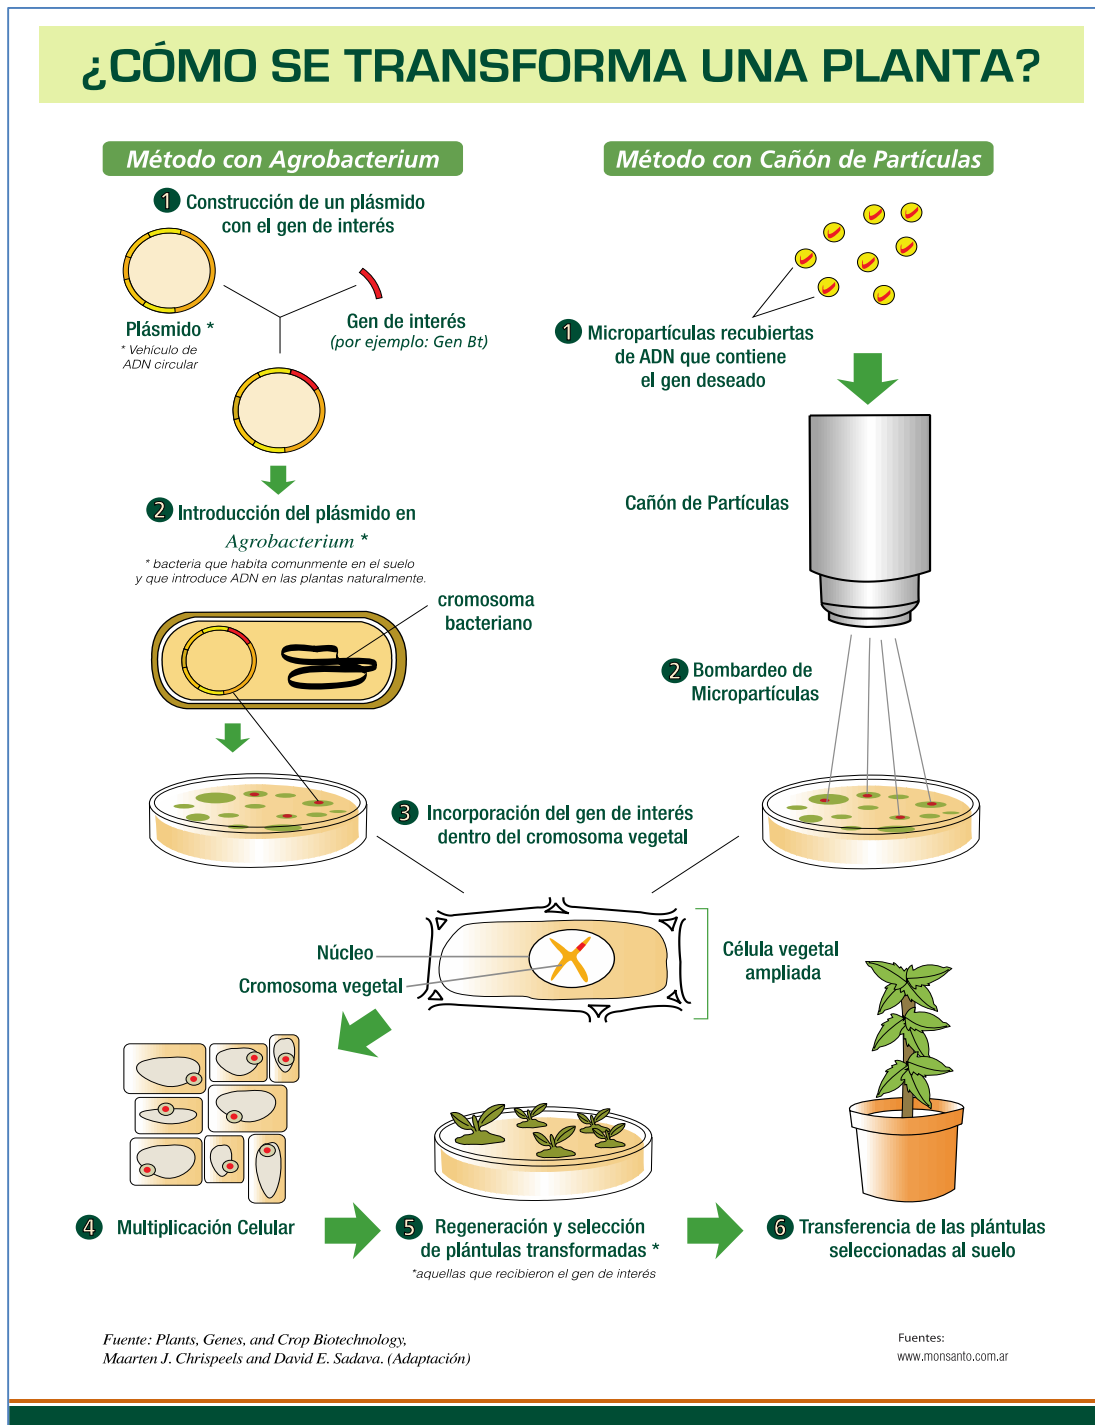 ¿CÓMO SE TRANSFORMA UNA PLANTA?
Método con Agrobacterium
1 Construcción de un plásmido
con el gen de interés
Plásmido *
* Vehículo de
ADN circular
Gen de interés
(por ejemplo: Gen Bt)
2 Introducción del plásmido en
Agrobacterium *
* bacteria que habita comunmente en el suelo
y que introduce ADN en las plantas naturalmente.
cromosoma
bacteriano
Método con Cañón de Partículas
1 Micropartículas recubiertas
de ADN que contiene
el gen deseado
Cañón de Partículas
2 Bombardeo de
Micropartículas
3 Incorporación del gen de interés
dentro del cromosoma vegetal
Núcleo
Cromosoma vegetal
Célula vegetal
ampliada
4 Multiplicación Celular
5 Regeneración y selección
de plántulas transformadas *
*aquellas que recibieron el gen de interés
6 Transferencia de las plántulas
seleccionadas al suelo
Fuente: Plants, Genes, and Crop Biotechnology,
Maarten J. Chrispeels and David E. Sadava. (Adaptación)
Fuentes:
www.monsanto.com.ar